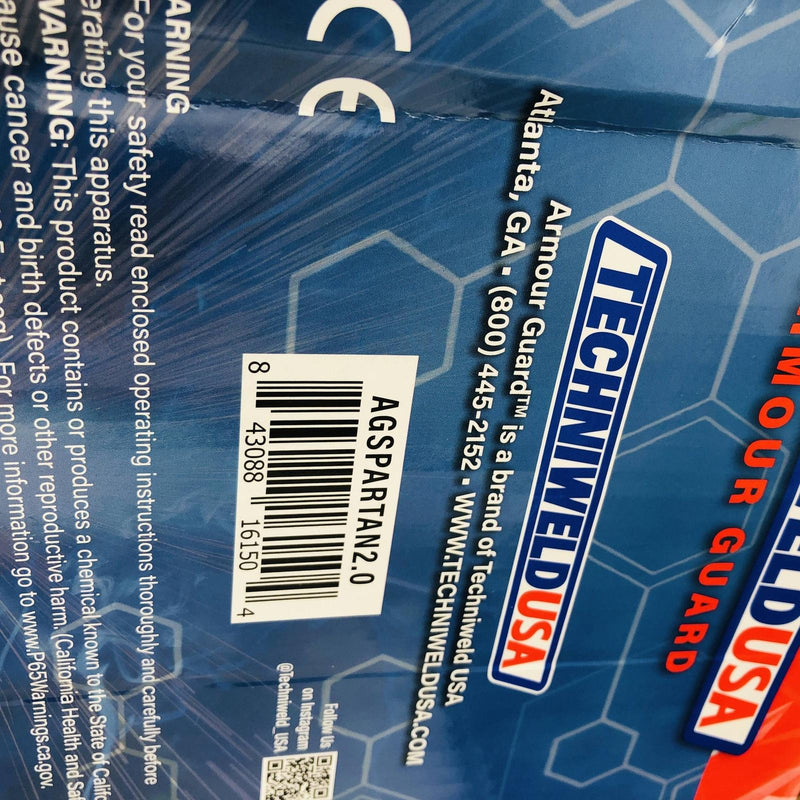 ARMOUR GUARD
WELDUSA
TECHNIWELDUSA
Armour Guard™ is a brand of Techniweld USA
Atlanta, GA • (800) 445-2152 • WWW.TECHNIWELDUSA.COM
CE
AGSPARTAN2.0
8 43088 16150 4
Follow Us
on Instagram
@Techniweld_USA
WARNING
For your safety read enclosed operating instructions thoroughly and carefully before
operating this apparatus.
WARNING: This product contains or produces a chemical known to the State of
cause cancer and birth defects or other reproductive harm. (California Health and
For more information go to www.P65Warnings.ca.gov.